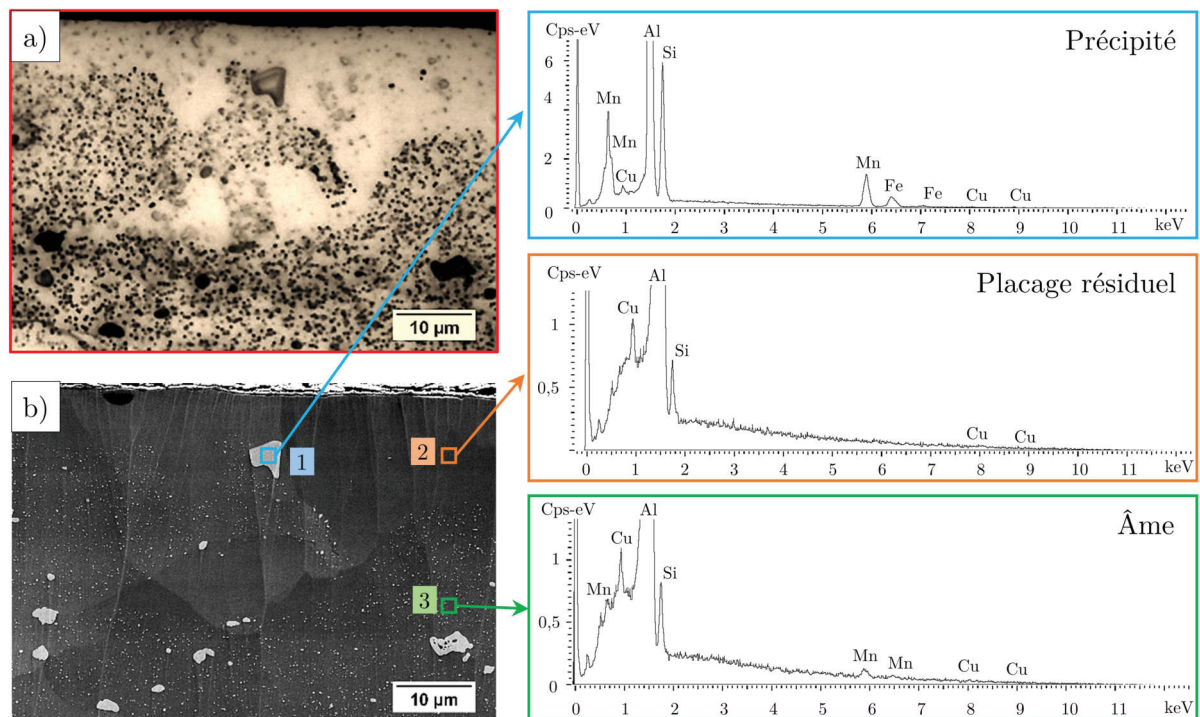 a)
10 µm
b)
1
2
3
10 µm
Cps-eV
Précipité
6
4
2
0
Al
Si
Mn
Mn
Cu
Mn
Fe
Fe
Cu
Cu
0 1 2 3 4 5 6 7 8 9 10 11 keV
Cps-eV
Placage résiduel
1
0,5
Al
Cu
Si
Cu
Cu
0 1 2 3 4 5 6 7 8 9 10 11 keV
Cps-eV
Âme
1
0,5
0
Al
Cu
Mn
Si
Mn
Mn
Cu
Cu
0 1 2 3 4 5 6 7 8 9 10 11 keV